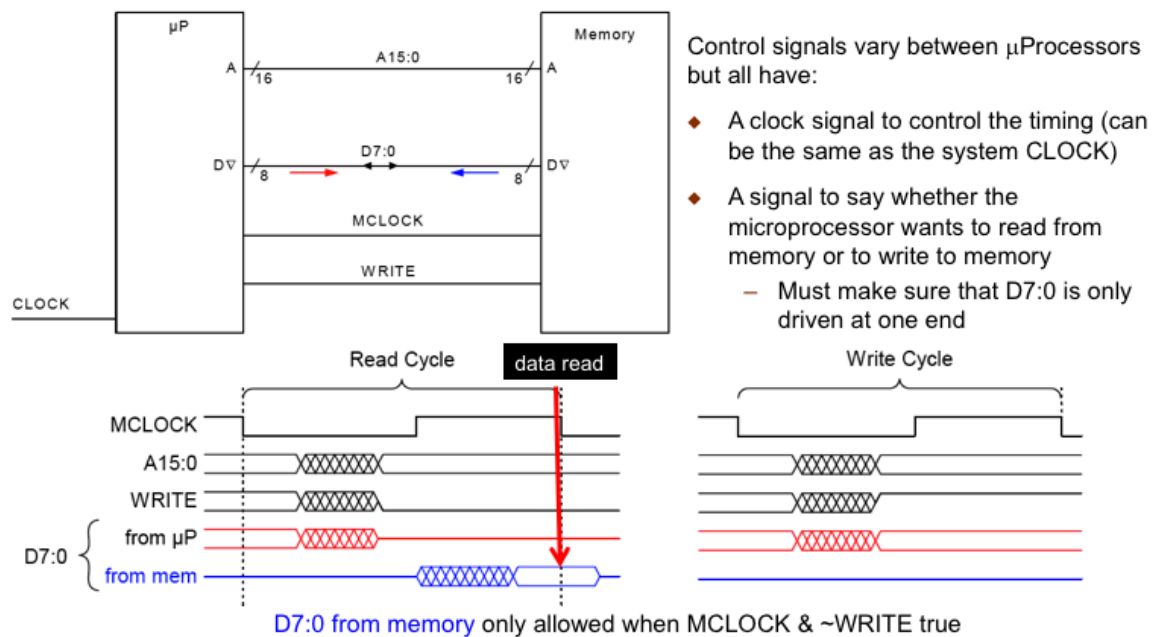 μP
Memory
A
16
A15:0
16
A
D∇
8
D7:0
8
D∇
MCLOCK
WRITE
CLOCK
Control signals vary between μProcessors
but all have:
◆ A clock signal to control the timing (can
be the same as the system CLOCK)
◆ A signal to say whether the
microprocessor wants to read from
memory or to write to memory
– Must make sure that D7:0 is only
driven at one end
Read Cycle
data read
Write Cycle
MCLOCK
A15:0
WRITE
D7:0
from μP
from mem
D7:0 from memory only allowed when MCLOCK & ~WRITE true